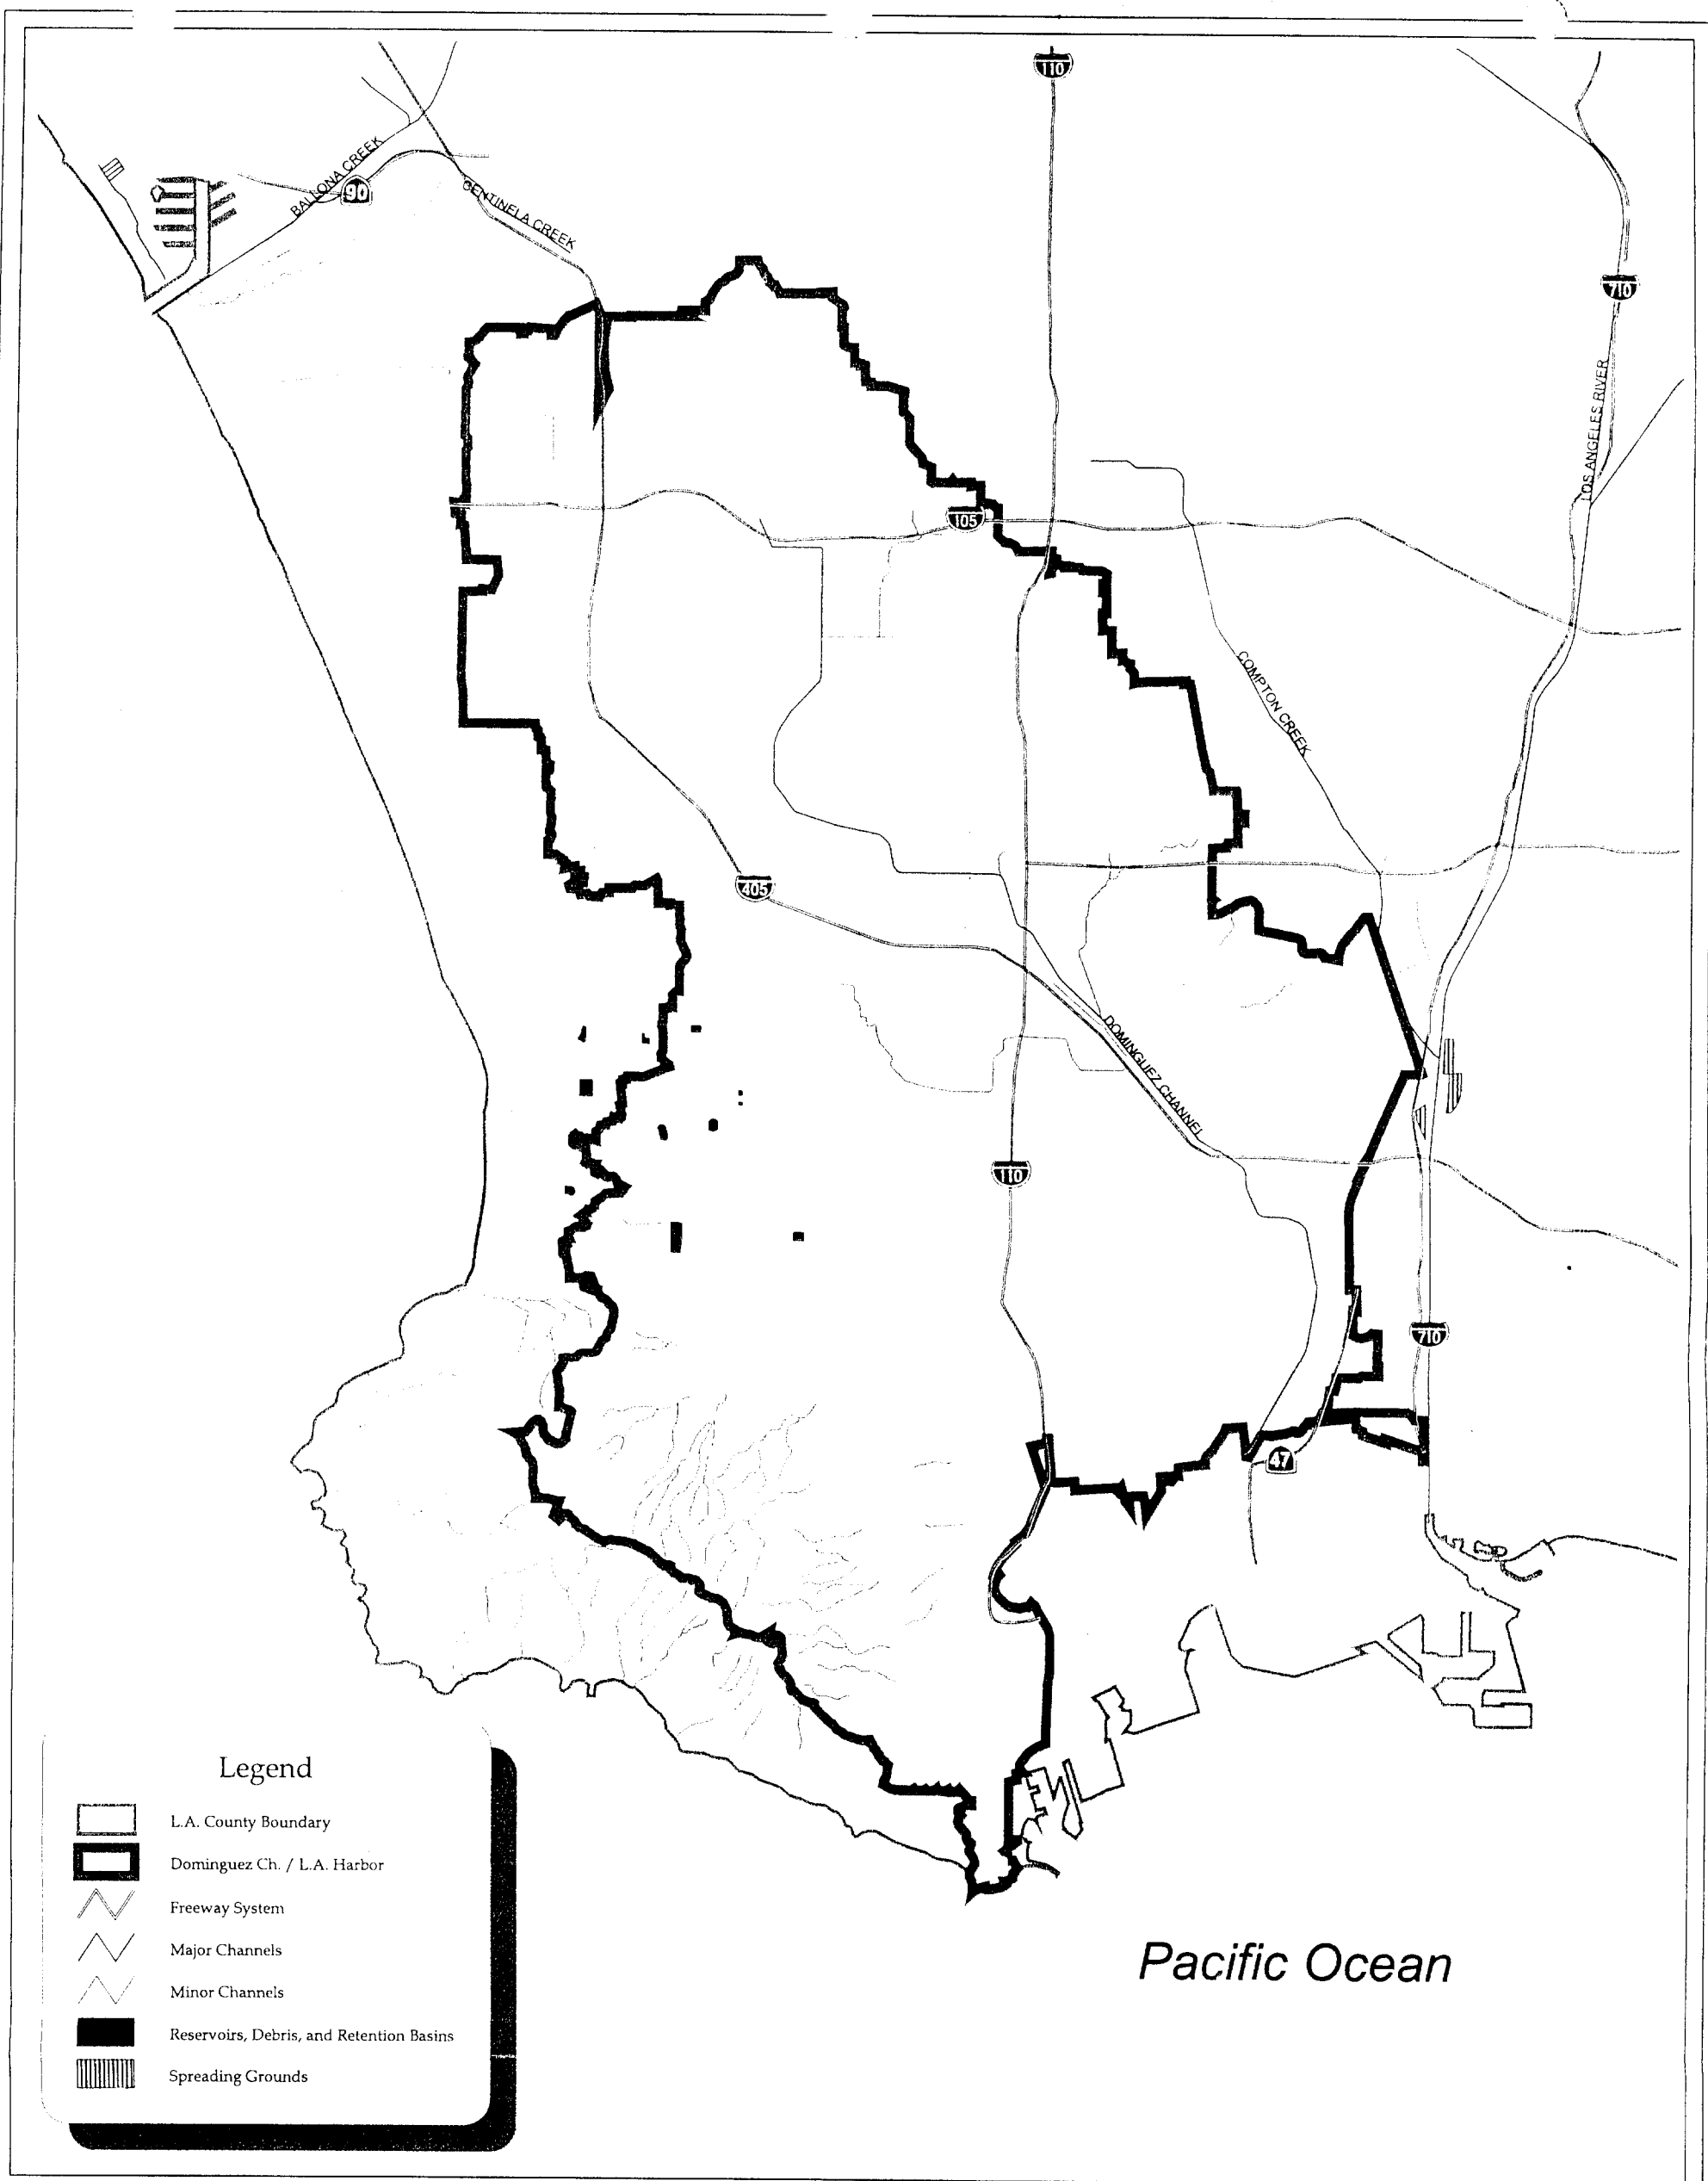 110
BALLONA CREEK
90
CENTINELA CREEK
710
LOS ANGELES RIVER
105
COMPTON CREEK
405
DOMINGUEZ CHANNEL
110
710
47
Legend
L.A. County Boundary
Dominguez Ch. / L.A. Harbor
Freeway System
Major Channels
Minor Channels
Reservoirs, Debris, and Retention Basins
Spreading Grounds
Pacific Ocean